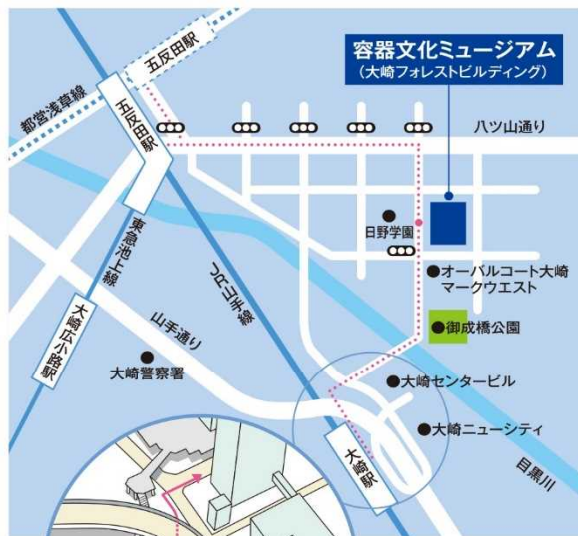 五反田駅
容器文化ミュージアム
（大崎フォレストビルディング）
都営浅草線
五反田駅
八ツ山通り
日野学園
東急池上線
JR山手線
オーバルコート大崎
マークウエスト
大崎広小路駅
山手通り
御成橋公園
大崎警察署
大崎センタービル
大崎ニューシティ
大崎駅
目黒川